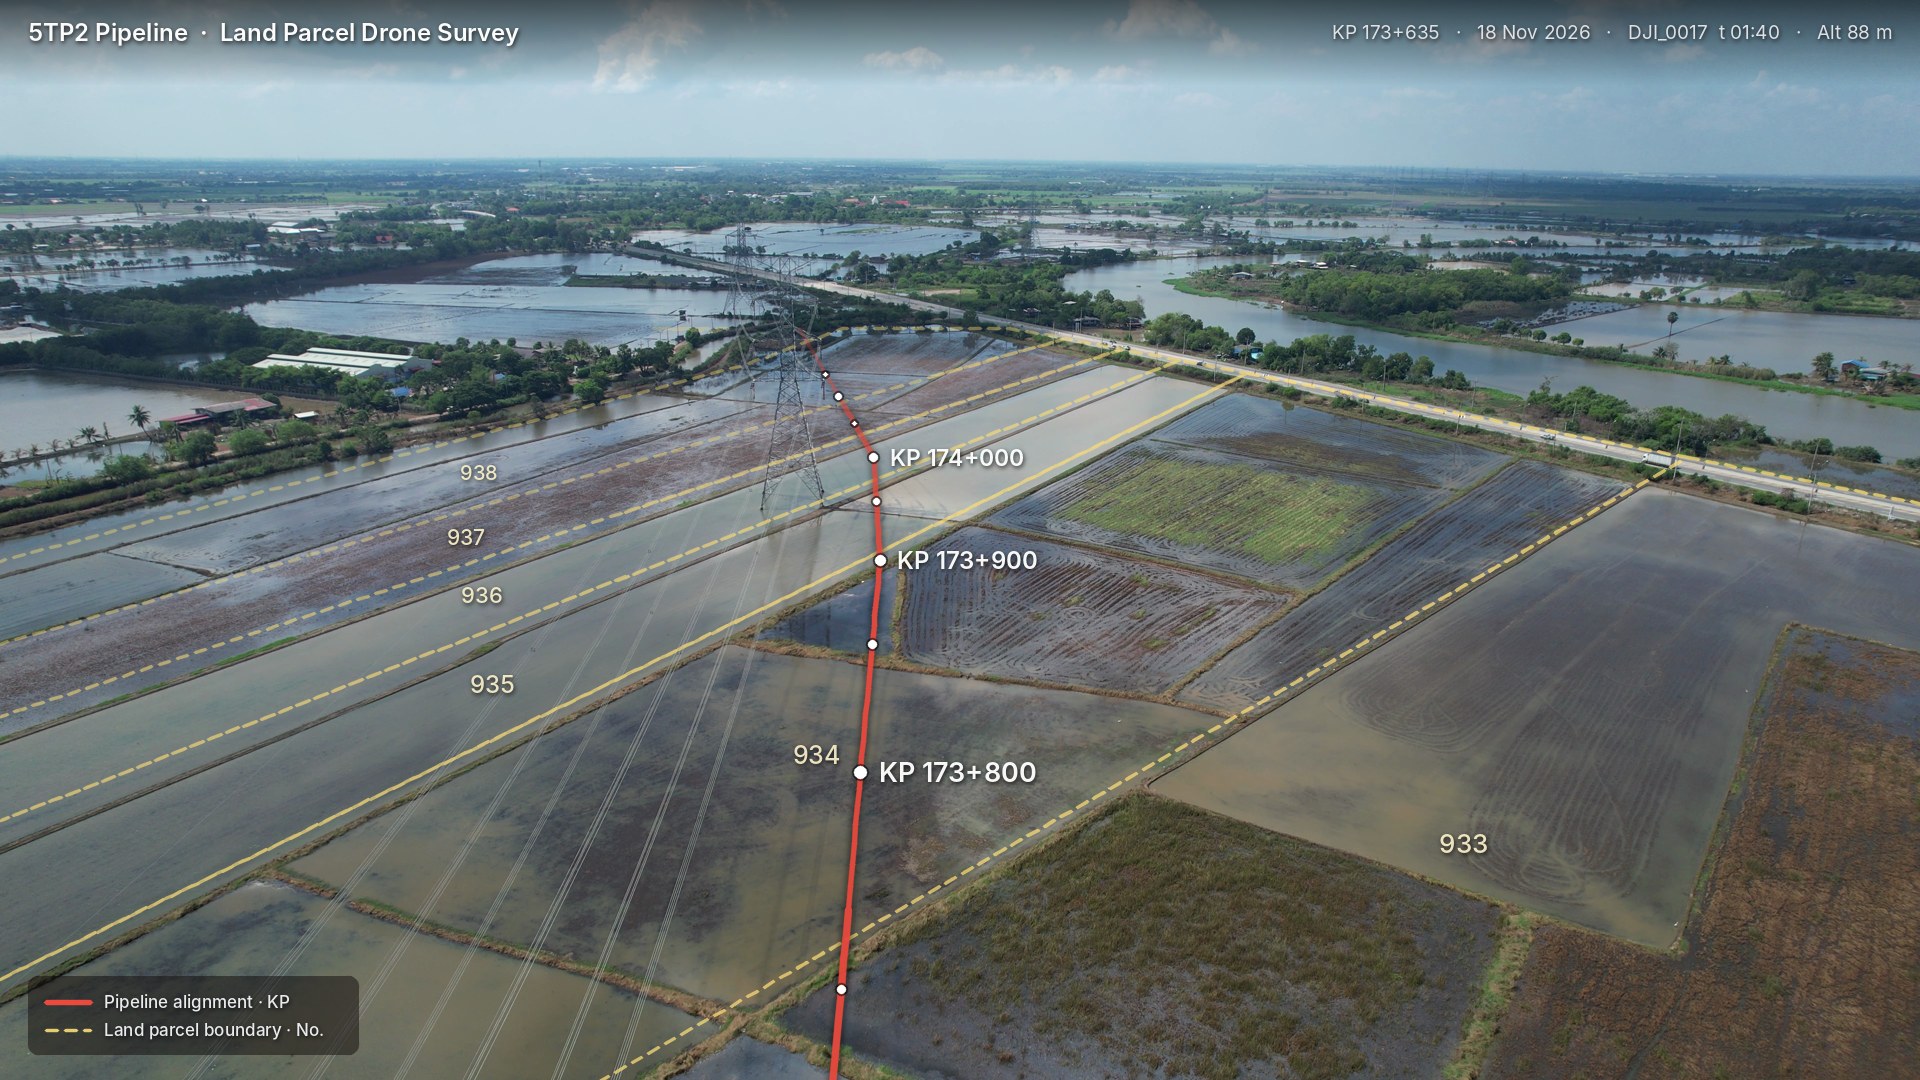 5TP2 Pipeline · Land Parcel Drone Survey
KP 173+635 · 18 Nov 2026 · DJI_0017 t 01:40 · Alt 88 m
KP 174+000
938
937
KP 173+900
936
935
934
KP 173+800
933
Pipeline alignment · KP
Land parcel boundary · No.